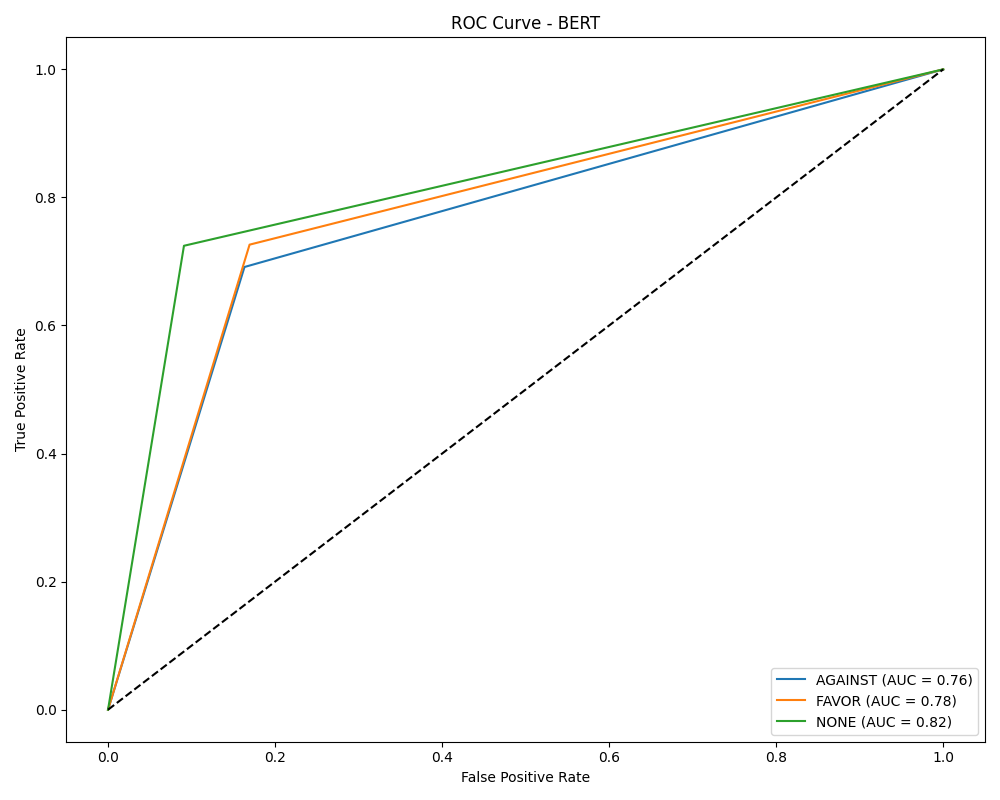 ROC Curve - BERT
True Positive Rate
1.0
0.8
0.6
0.4
0.2
0.0
0.0 0.2 0.4 0.6 0.8 1.0
False Positive Rate
AGAINST (AUC = 0.76)
FAVOR (AUC = 0.78)
NONE (AUC = 0.82)